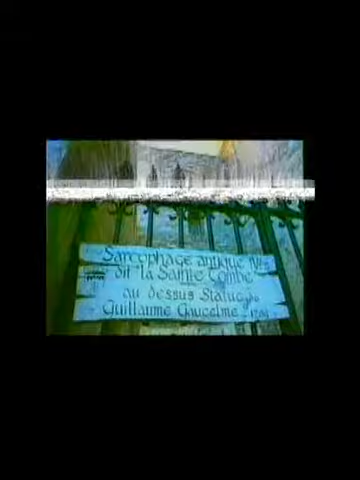 Sarcophage antique IVe S
dit "la Sainte Tombe"
au dessus Statue de
Guillaume Gaucelme